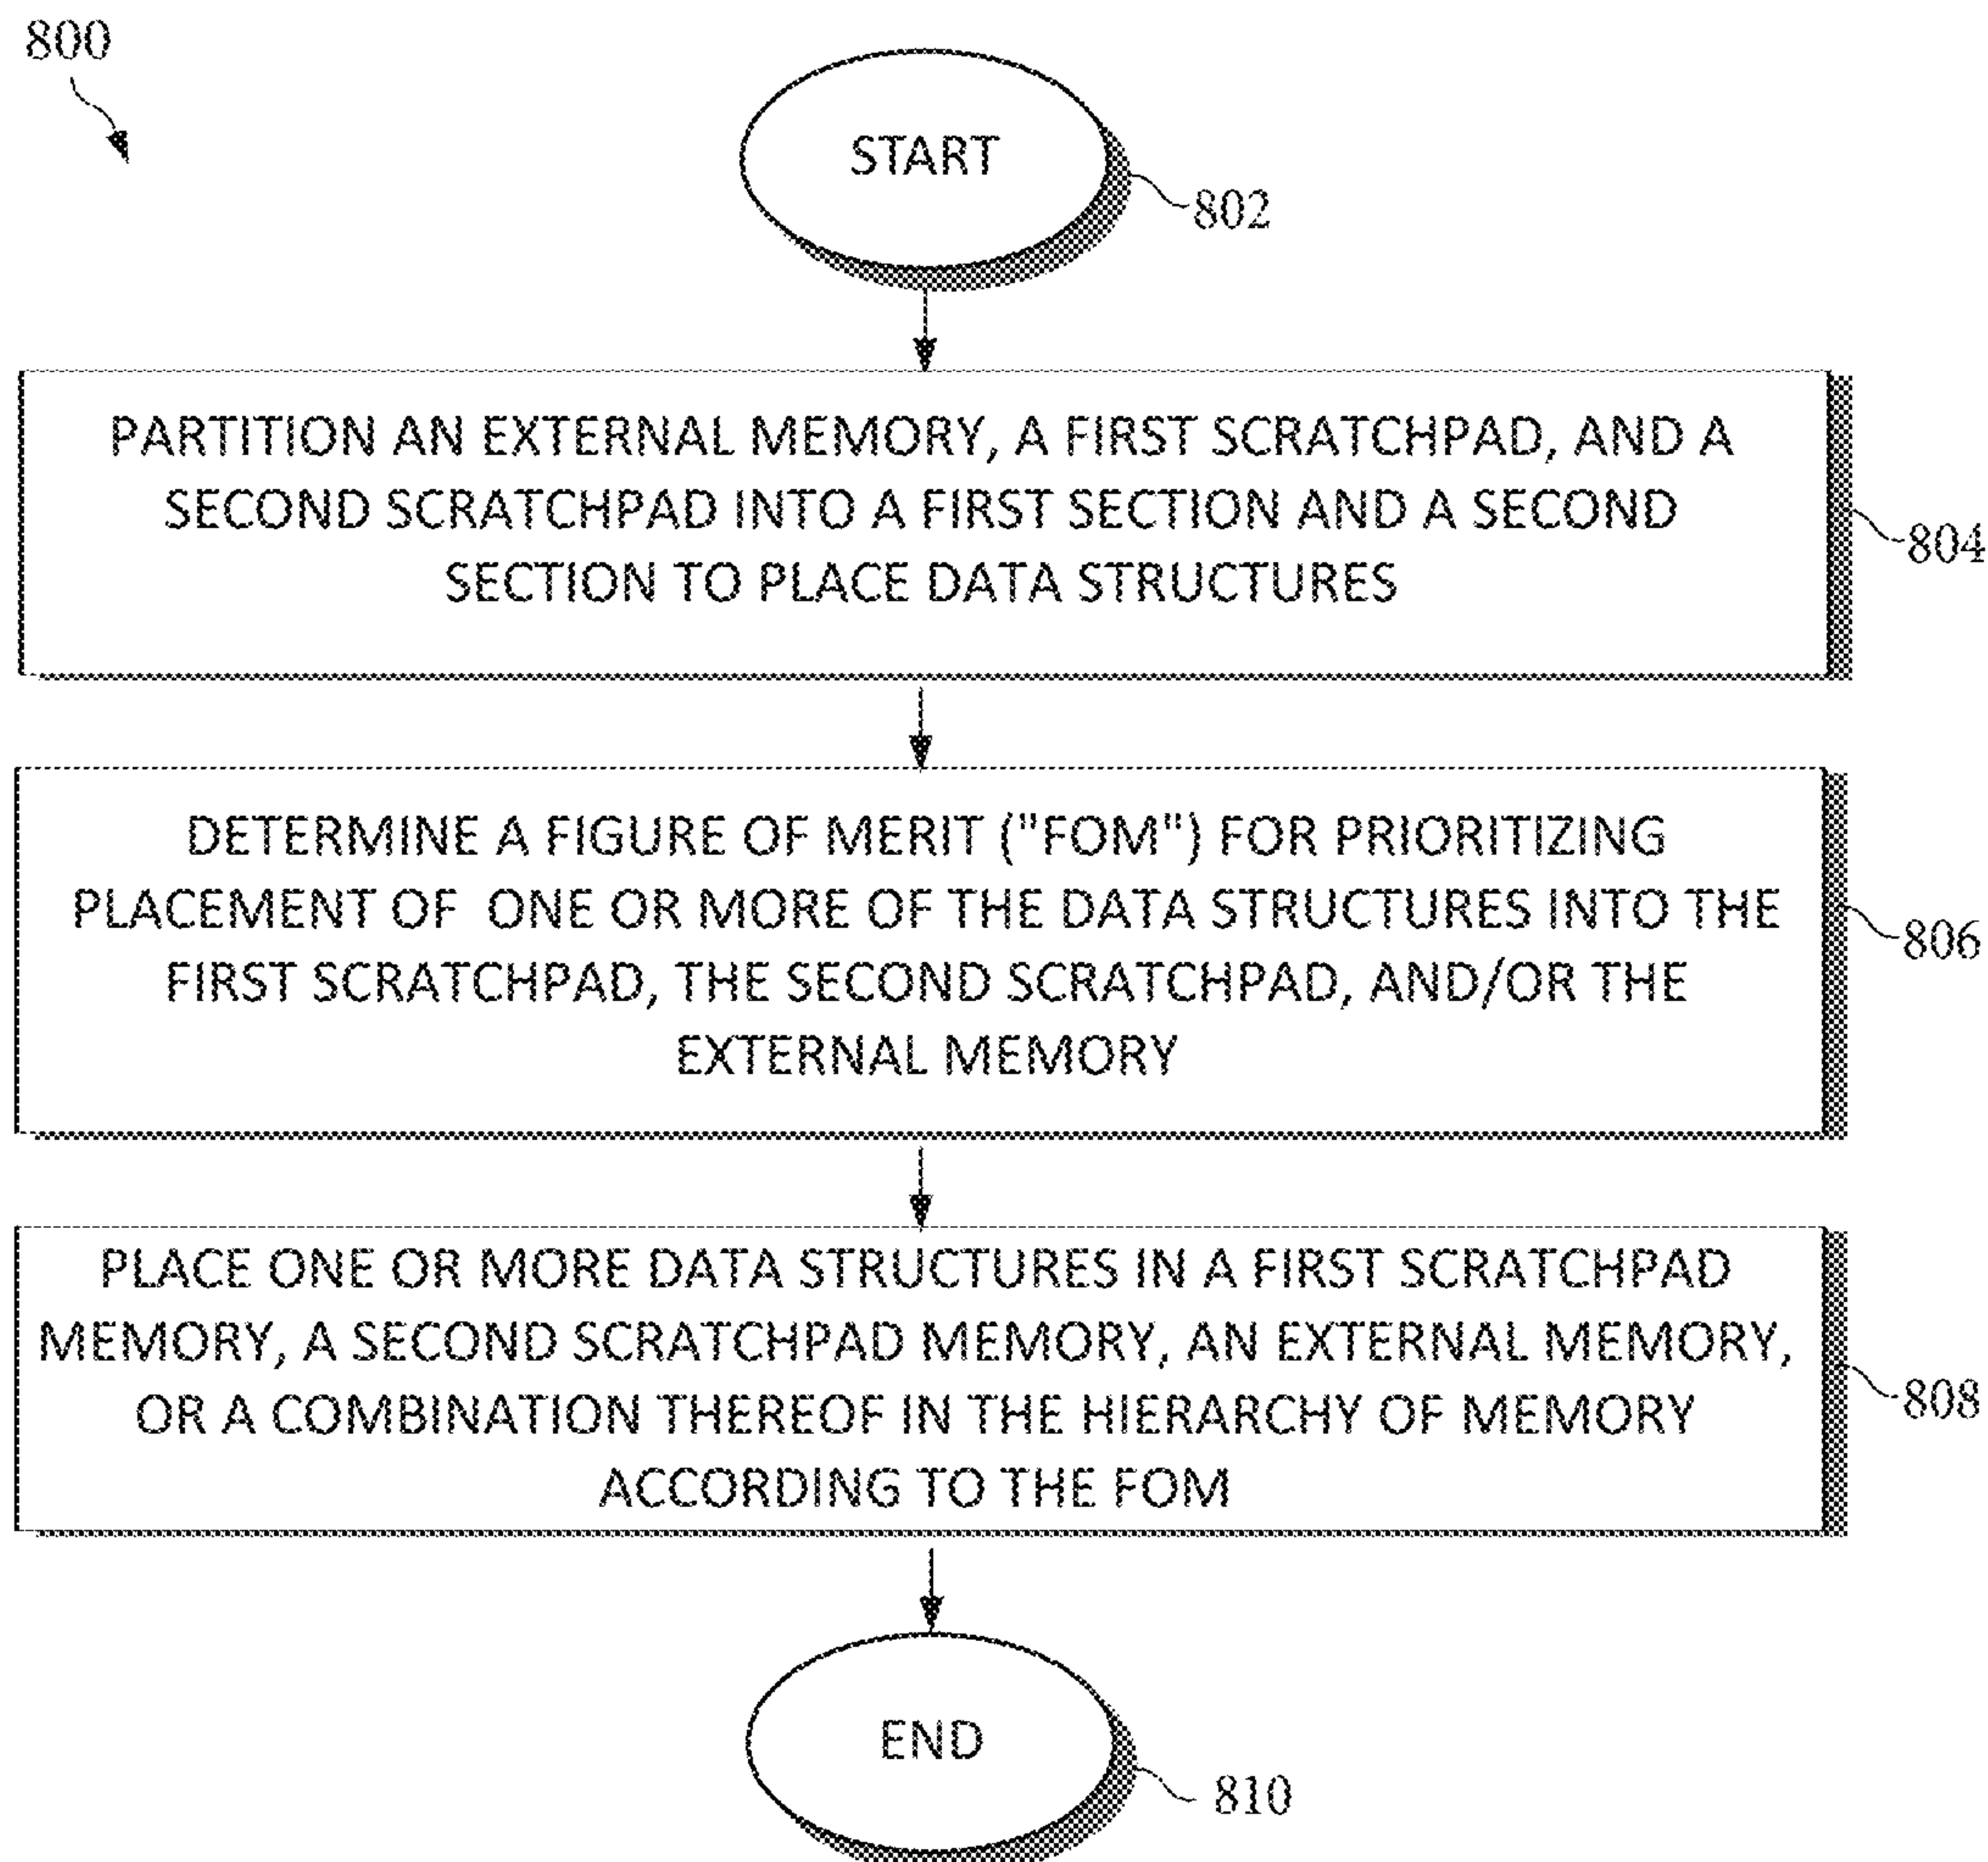 800
START
802
PARTITION AN EXTERNAL MEMORY, A FIRST SCRATCHPAD, AND A
SECOND SCRATCHPAD INTO A FIRST SECTION AND A SECOND
SECTION TO PLACE DATA STRUCTURES
804
DETERMINE A FIGURE OF MERIT ("FOM") FOR PRIORITIZING
PLACEMENT OF ONE OR MORE OF THE DATA STRUCTURES INTO THE
FIRST SCRATCHPAD, THE SECOND SCRATCHPAD, AND/OR THE
EXTERNAL MEMORY
806
PLACE ONE OR MORE DATA STRUCTURES IN A FIRST SCRATCHPAD
MEMORY, A SECOND SCRATCHPAD MEMORY, AN EXTERNAL MEMORY,
OR A COMBINATION THEREOF IN THE HIERARCHY OF MEMORY
ACCORDING TO THE FOM
808
END
810